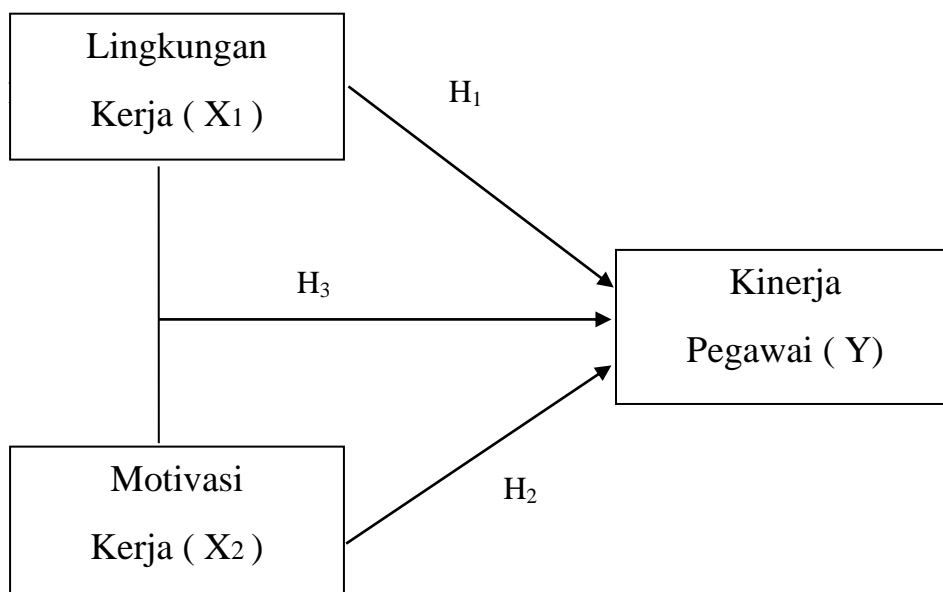 Lingkungan
Kerja ( X1 )
H1
H3
Kinerja
Pegawai ( Y)
Motivasi
Kerja ( X2 )
H2